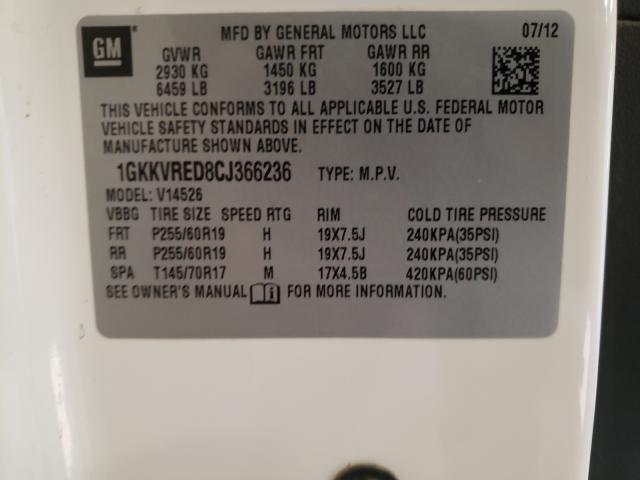 GM
MFD BY GENERAL MOTORS LLC 07/12
GVWR GAWR FRT GAWR RR
2930 KG 1450 KG 1600 KG
6459 LB 3196 LB 3527 LB
THIS VEHICLE CONFORMS TO ALL APPLICABLE U.S. FEDERAL MOTOR
VEHICLE SAFETY STANDARDS IN EFFECT ON THE DATE OF
MANUFACTURE SHOWN ABOVE.
1GKKVRED8CJ366236 TYPE: M.P.V.
MODEL: V14526
VBBG TIRE SIZE SPEED RTG RIM COLD TIRE PRESSURE
FRT P255/60R19 H 19X7.5J 240KPA(35PSI)
RR P255/60R19 H 19X7.5J 240KPA(35PSI)
SPA T145/70R17 M 17X4.5B 420KPA(60PSI)
SEE OWNER'S MANUAL FOR MORE INFORMATION.